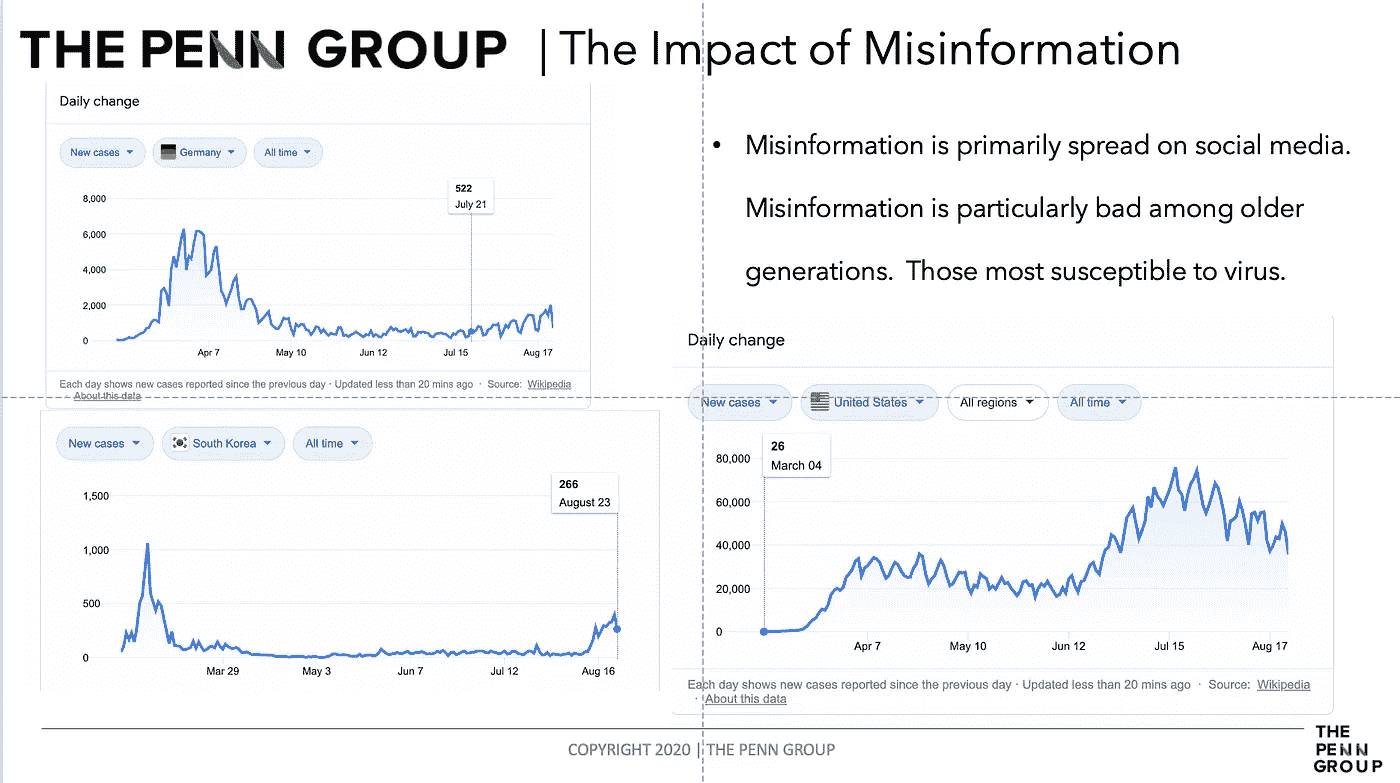 THE PENN GROUP | The Impact of Misinformation
Daily change
New cases Germany All time
522
July 21
8,000
6,000
4,000
2,000
0
Apr 7 May 10 Jun 12 Jul 15 Aug 17
Each day shows new cases reported since the previous day · Updated less than 20 mins ago · Source: Wikipedia
· About this data
New cases South Korea All time
266
August 23
1,500
1,000
500
0
Mar 29 May 3 Jun 7 Jul 12 Aug 16
• Misinformation is primarily spread on social media.
Misinformation is particularly bad among older
generations. Those most susceptible to virus.
Daily change
New cases United States All regions All time
26
March 04
80,000
60,000
40,000
20,000
0
Apr 7 May 10 Jun 12 Jul 15 Aug 17
Each day shows new cases reported since the previous day · Updated less than 20 mins ago · Source: Wikipedia
· About this data
COPYRIGHT 2020 | THE PENN GROUP
THE
PENN
GROUP